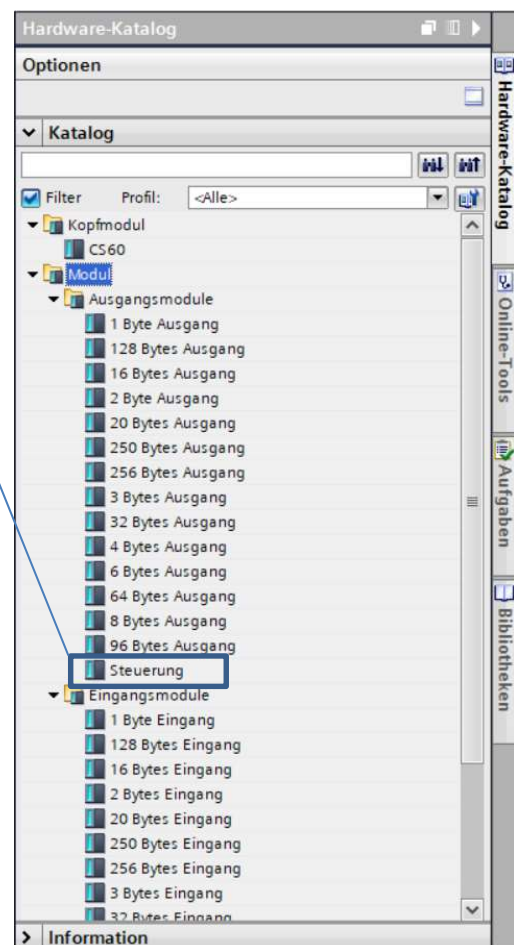 Hardware-Katalog
Optionen
Katalog
Filter Profil: <Alle>
Kopfmodul
CS60
Modul
Ausgangsmodule
1 Byte Ausgang
128 Bytes Ausgang
16 Bytes Ausgang
2 Byte Ausgang
20 Bytes Ausgang
250 Bytes Ausgang
256 Bytes Ausgang
3 Bytes Ausgang
32 Bytes Ausgang
4 Bytes Ausgang
6 Bytes Ausgang
64 Bytes Ausgang
8 Bytes Ausgang
96 Bytes Ausgang
Steuerung
Eingangsmodule
1 Byte Eingang
128 Bytes Eingang
16 Bytes Eingang
2 Bytes Eingang
20 Bytes Eingang
250 Bytes Eingang
256 Bytes Eingang
3 Bytes Eingang
32 Bytes Eingang
Information
Hardware-Katalog
Online-Tools
Aufgaben
Bibliotheken